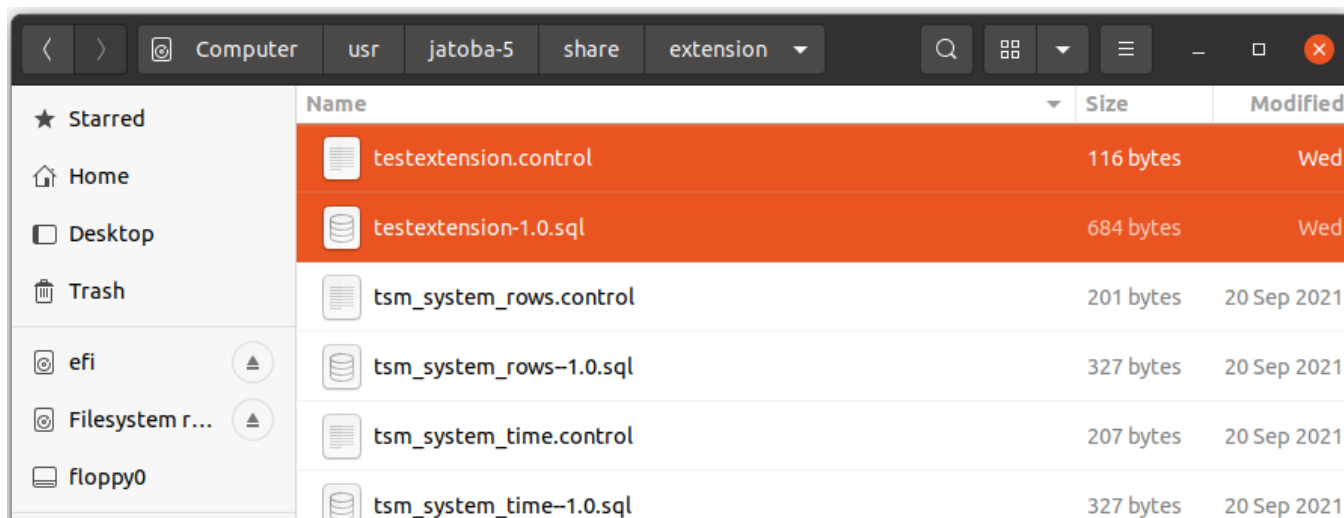 Computer usr jatoba-5 share extension
Name Size Modified
Starred
Home
Desktop
Trash
efi
Filesystem r...
floppy0
testextension.control 116 bytes Wed
testextension-1.0.sql 684 bytes Wed
tsm_system_rows.control 201 bytes 20 Sep 2021
tsm_system_rows--1.0.sql 327 bytes 20 Sep 2021
tsm_system_time.control 207 bytes 20 Sep 2021
tsm_system_time--1.0.sql 327 bytes 20 Sep 2021